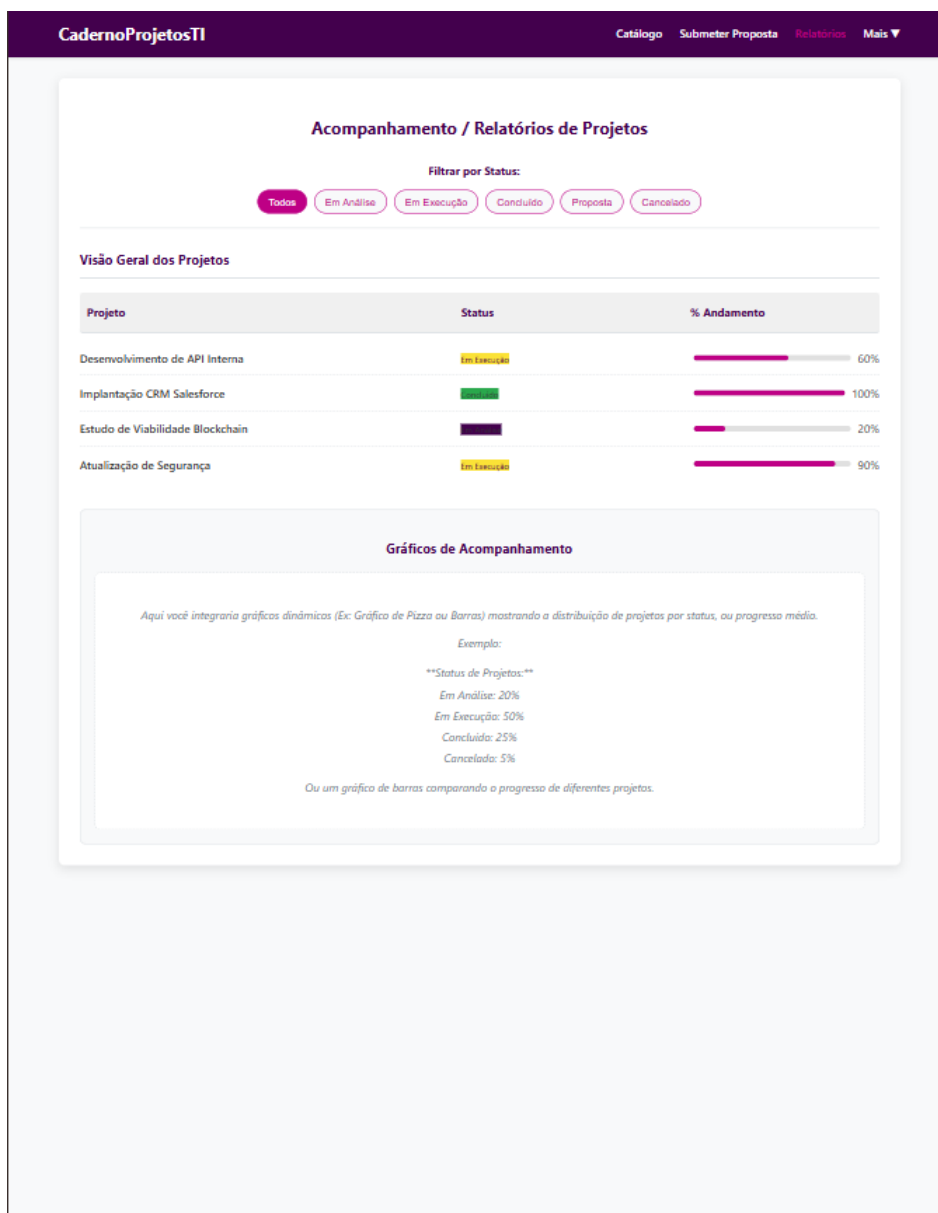 CadernoProjetosTI
Catálogo Submeter Proposta Relatórios Mais ▼
Acompanhamento / Relatórios de Projetos
Filtrar por Status:
Todos Em Análise Em Execução Concluído Proposta Cancelado
Visão Geral dos Projetos
Projeto Status % Andamento
Desenvolvimento de API Interna Em Execução 60%
Implantação CRM Salesforce Concluído 100%
Estudo de Viabilidade Blockchain 20%
Atualização de Segurança Em Execução 90%
Gráficos de Acompanhamento
Aqui você integraria gráficos dinâmicos (Ex: Gráfico de Pizza ou Barras) mostrando a distribuição de projetos por status, ou progresso médio.
Exemplo:
**Status de Projetos:**
Em Análise: 20%
Em Execução: 50%
Concluído: 25%
Cancelado: 5%
Ou um gráfico de barras comparando o progresso de diferentes projetos.